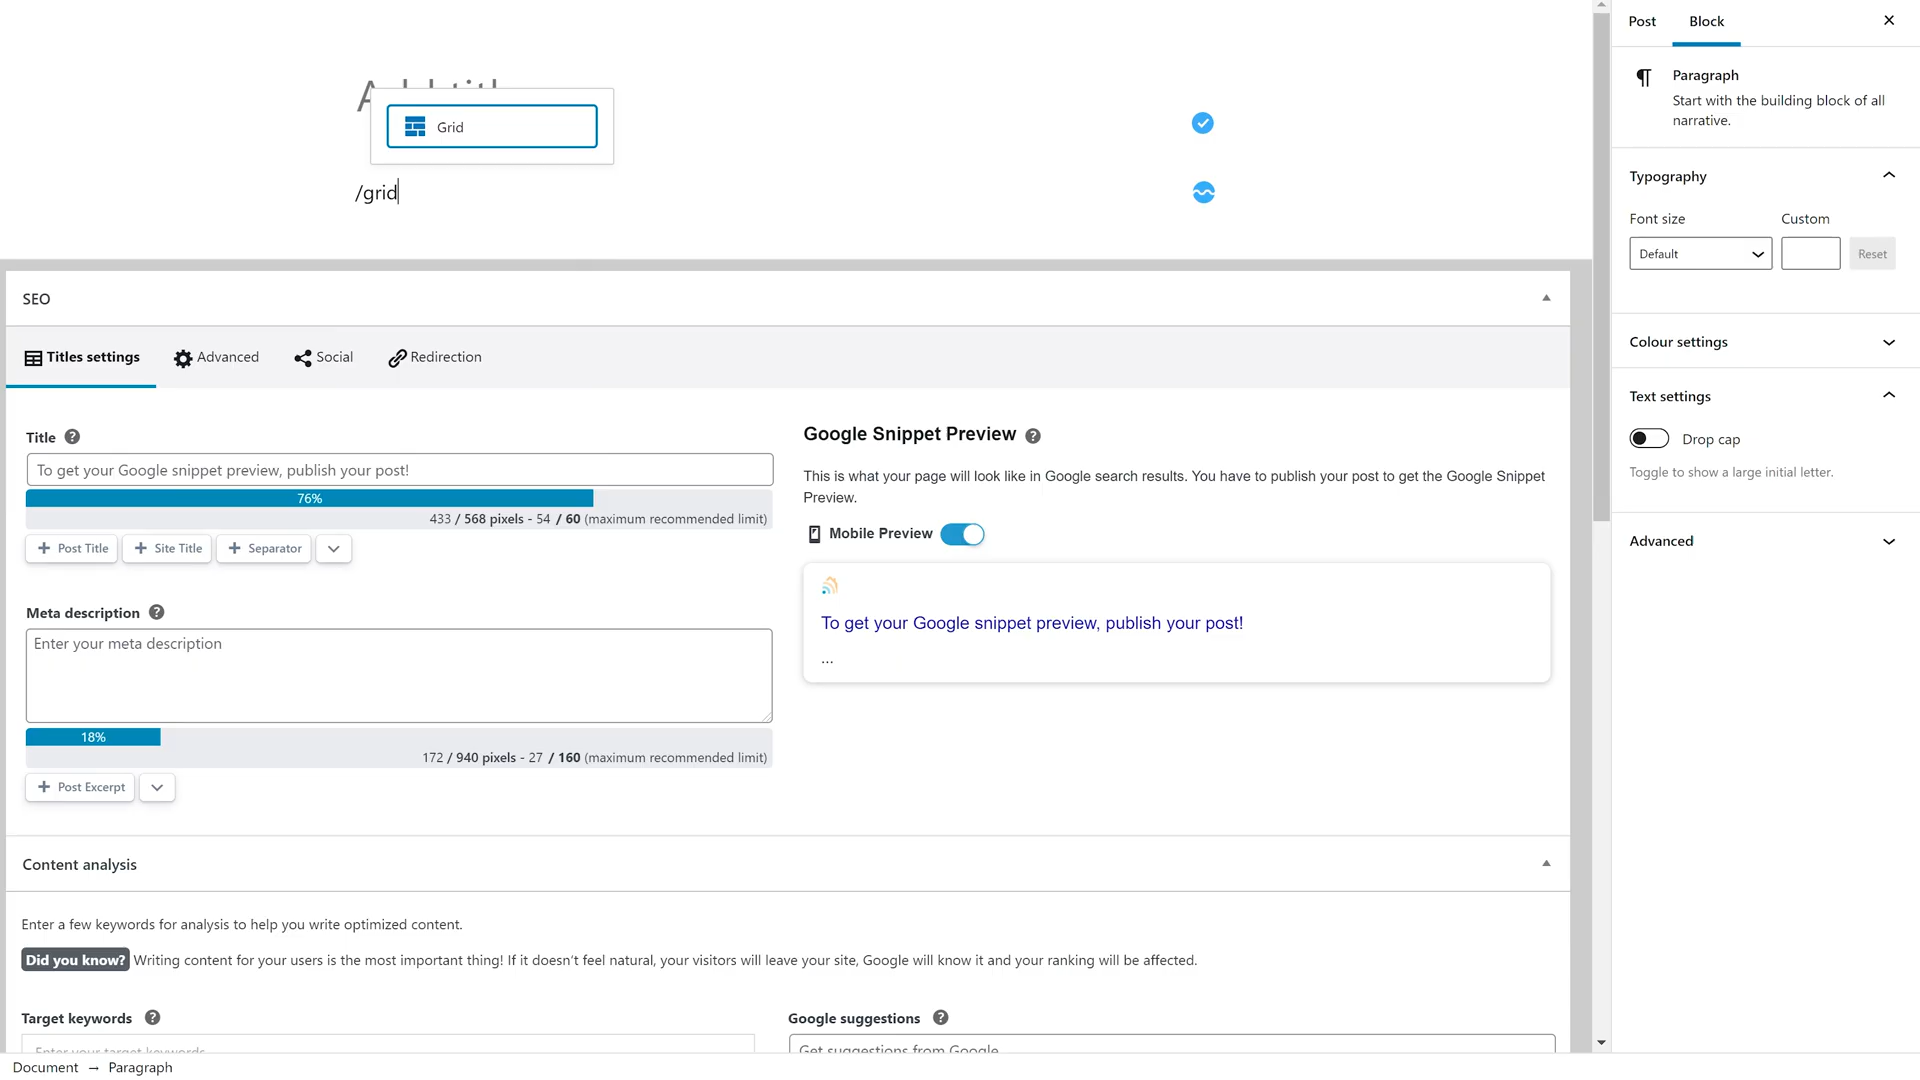 Post
Block
Paragraph
Start with the building block of all
narrative.
Grid
/grid
Typography
Font size
Custom
Default
Reset
SEO
Colour settings
Titles settings
Advanced
Social
Redirection
Text settings
Drop cap
Toggle to show a large initial letter.
Advanced
Title
To get your Google snippet preview, publish your post!
76%
433 / 568 pixels - 54 / 60 (maximum recommended limit)
Post Title
Site Title
Separator
Google Snippet Preview
This is what your page will look like in Google search results. You have to publish your post to get the Google Snippet
Preview.
Mobile Preview
To get your Google snippet preview, publish your post!
...
Meta description
Enter your meta description
18%
172 / 940 pixels - 27 / 160 (maximum recommended limit)
Post Excerpt
Content analysis
Enter a few keywords for analysis to help you write optimized content.
Did you know? Writing content for your users is the most important thing! If it doesn't feel natural, your visitors will leave your site, Google will know it and your ranking will be affected.
Target keywords
Enter your target keywords
Google suggestions
Get suggestions from Google
Document → Paragraph